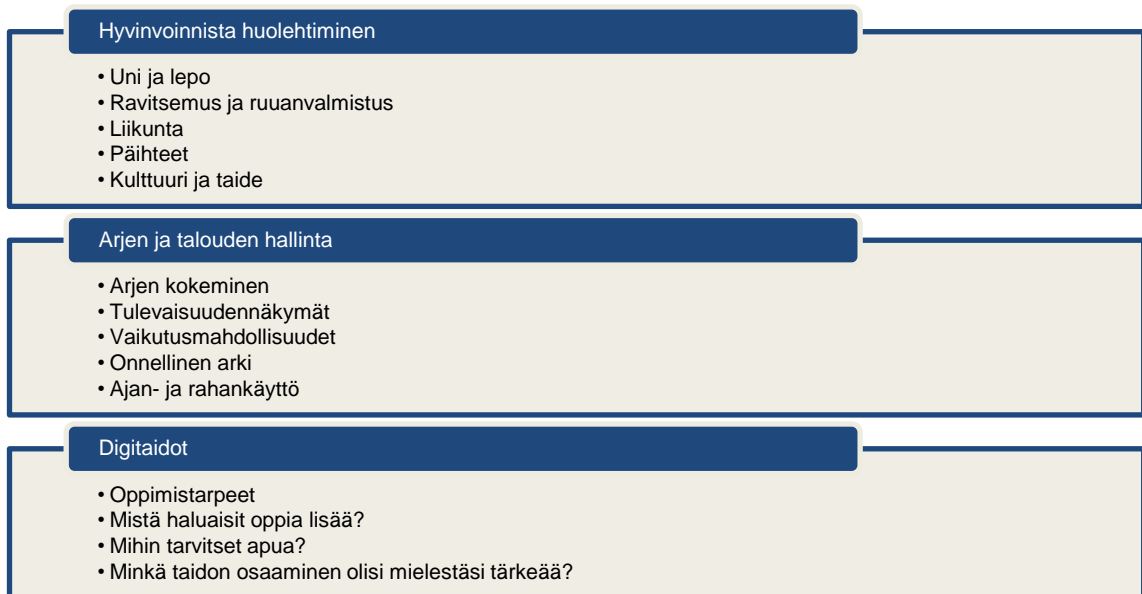 Hyvinvoinnista huolehtiminen
• Uni ja lepo
• Ravitsemus ja ruuanvalmistus
• Liikunta
• Päihteet
• Kulttuuri ja taide
Arjen ja talouden hallinta
• Arjen kokeminen
• Tulevaisuudennäkymät
• Vaikutusmahdollisuudet
• Onnellinen arki
• Ajan- ja rahankäyttö
Digitaidot
• Oppimistarpeet
• Mistä haluaisit oppia lisää?
• Mihin tarvitset apua?
• Minkä taidon osaaminen olisi mielestäsi tärkeää?